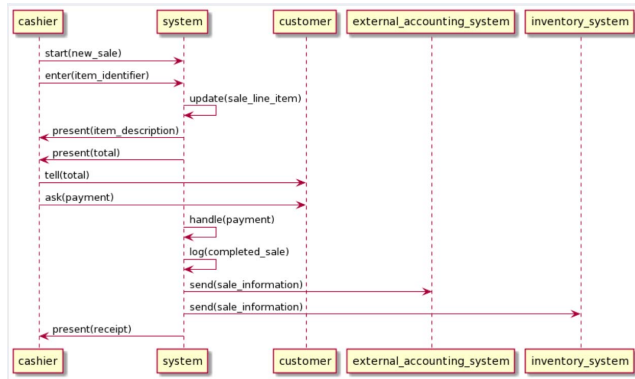 cashier system customer external_accounting_system inventory_system
start(new_sale)
enter(item_identifier)
update(sale_line_item)
present(item_description)
present(total)
tell(total)
ask(payment)
handle(payment)
log(completed_sale)
send(sale_information)
send(sale_information)
present(receipt)
cashier system customer external_accounting_system inventory_system